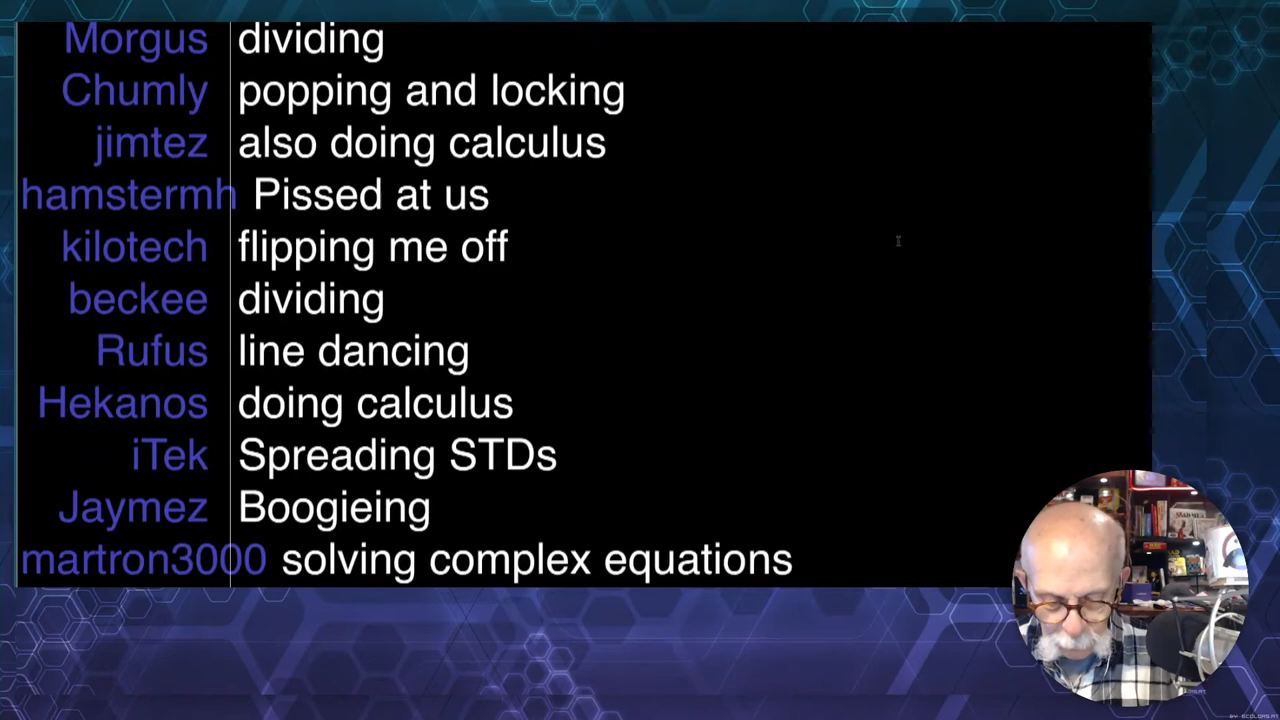 Morgus dividing
Chumly popping and locking
jimtez also doing calculus
hamstermh Pissed at us
kilotech flipping me off
beckee dividing
Rufus line dancing
Hekanos doing calculus
iTek Spreading STDs
Jaymez Boogieing
martron3000 solving complex equations